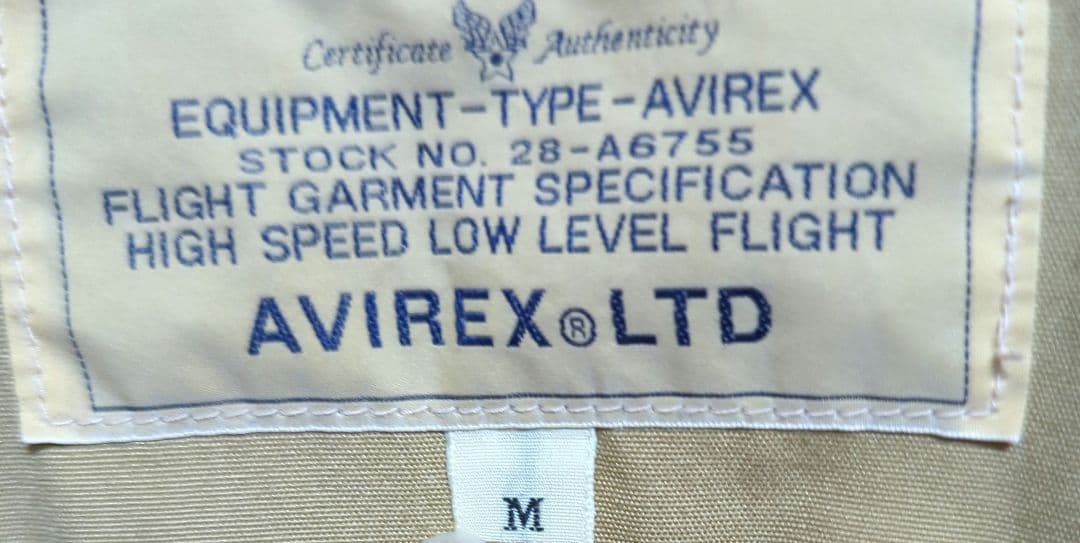 Certificate Authenticity
EQUIPMENT-TYPE-AVIREX
STOCK NO. 28-A6755
FLIGHT GARMENT SPECIFICATION
HIGH SPEED LOW LEVEL FLIGHT
AVIREX®LTD
M